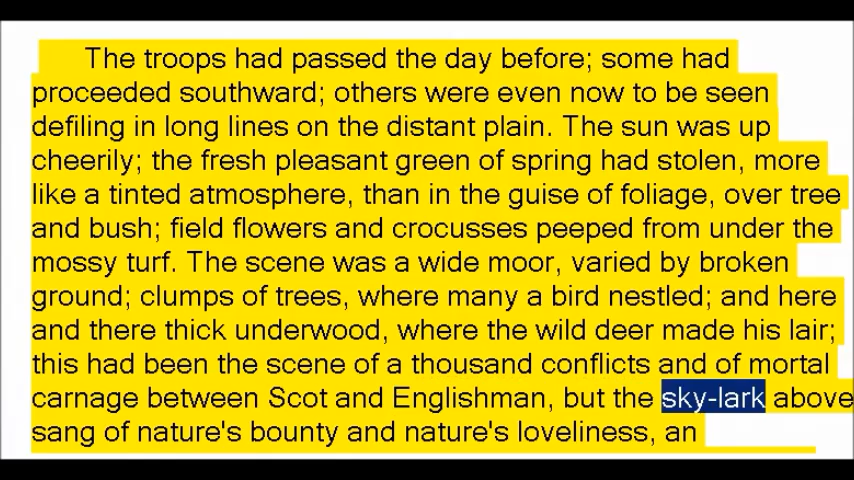 The troops had passed the day before; some had
proceeded southward; others were even now to be seen
defiling in long lines on the distant plain. The sun was up
cheerily; the fresh pleasant green of spring had stolen, more
like a tinted atmosphere, than in the guise of foliage, over tree
and bush; field flowers and crocusses peeped from under the
mossy turf. The scene was a wide moor, varied by broken
ground; clumps of trees, where many a bird nestled; and here
and there thick underwood, where the wild deer made his lair;
this had been the scene of a thousand conflicts and of mortal
carnage between Scot and Englishman, but the sky-lark above
sang of nature's bounty and nature's loveliness, an